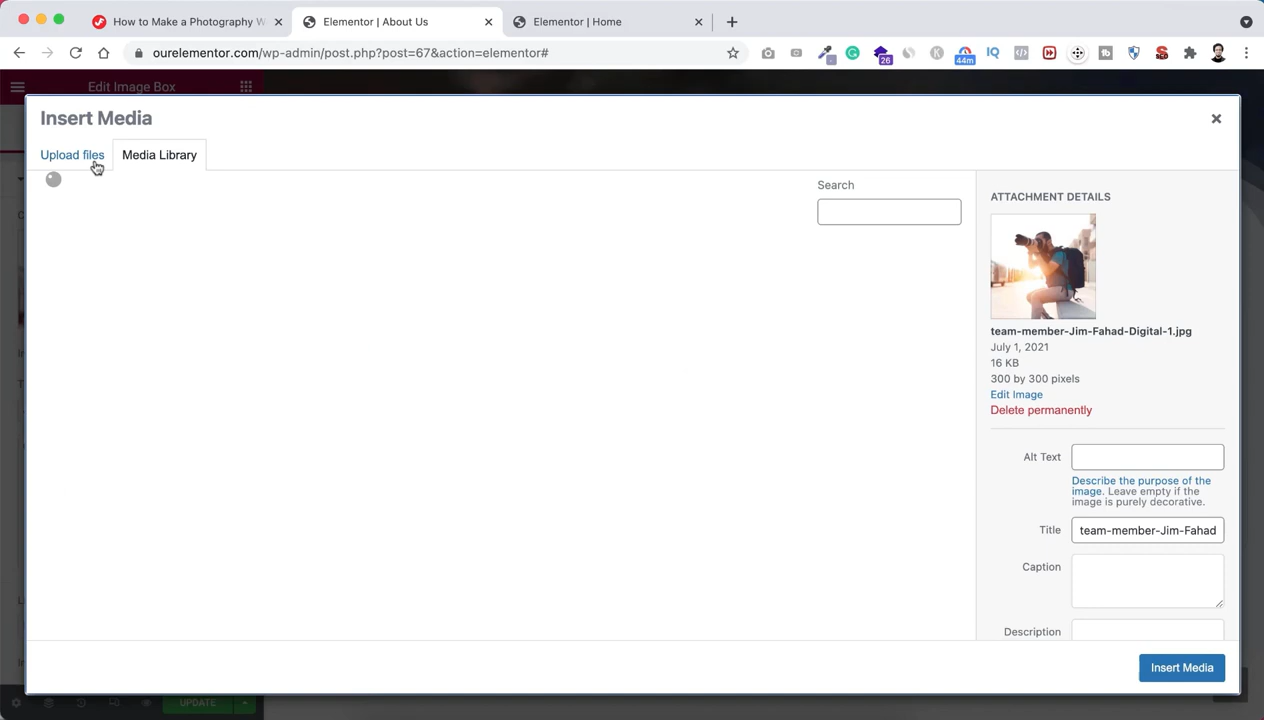 How to Make a Photography W
Elementor | About Us
Elementor | Home
ourelementor.com/wp-admin/post.php?post=67&action=elementor#
26
44m
IQ
Edit Image Box
Insert Media
Upload files
Media Library
Search
ATTACHMENT DETAILS
team-member-Jim-Fahad-Digital-1.jpg
July 1, 2021
16 KB
300 by 300 pixels
Edit Image
Delete permanently
Alt Text
Describe the purpose of the
image. Leave empty if the
image is purely decorative.
Title
team-member-Jim-Fahad
Caption
Description
Insert Media
UPDATE